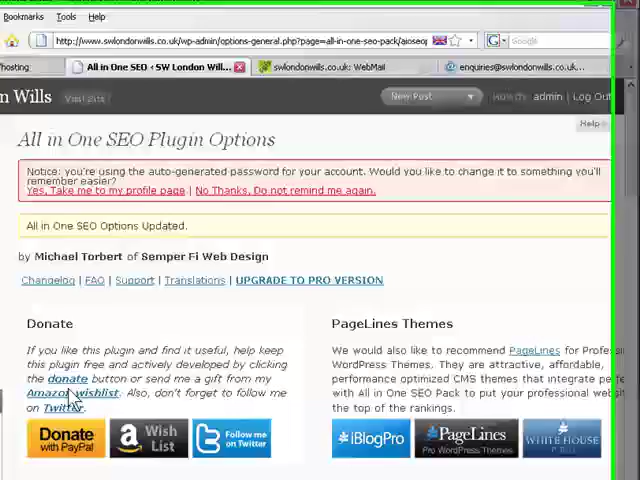 Bookmarks Tools Help
http://www.swlondonwills.co.uk/wp-admin/options-general.php?page=all-in-one-seo-pack/aioseop Google
hosting All in One SEO ‹ SW London Will... swlondonwills.co.uk: WebMail enquiries@swlondonwills.co.uk...
n Wills Visit Site New Post Howdy admin | Log Out
Help
All in One SEO Plugin Options
Notice: you're using the auto-generated password for your account. Would you like to change it to something you'll
remember easier?
Yes, Take me to my profile page | No Thanks, Do not remind me again.
All in One SEO Options Updated.
by Michael Torbert of Semper Fi Web Design
Changelog | FAQ | Support | Translations | UPGRADE TO PRO VERSION
Donate
If you like this plugin and find it useful, help keep
this plugin free and actively developed by clicking
the donate button or send me a gift from my
Amazon wishlist. Also, don't forget to follow me
on Twitter.
Donate with PayPal
a Wish List
Follow me on Twitter
PageLines Themes
We would also like to recommend PageLines for Profess
WordPress Themes. They are attractive, affordable,
performance optimized CMS themes that integrate perfe
with All in One SEO Pack to put your professional websi
the top of the rankings.
iBlogPro
PageLines
Pro WordPress Themes
WHITE HOUSE